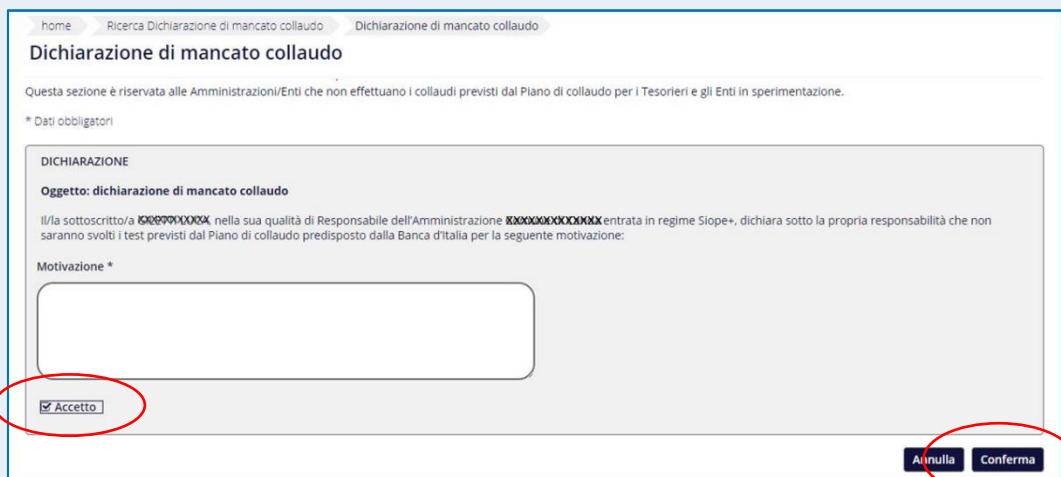 home Ricerca Dichiarazione di mancato collaudo Dichiarazione di mancato collaudo
Dichiarazione di mancato collaudo
Questa sezione è riservata alle Amministrazioni/Enti che non effettuano i collaudi previsti dal Piano di collaudo per i Tesorieri e gli Enti in sperimentazione.
* Dati obbligatori
DICHIARAZIONE
Oggetto: dichiarazione di mancato collaudo
Il/la sottoscritto/a nella sua qualità di Responsabile dell'Amministrazione entrata in regime Siope+, dichiara sotto la propria responsabilità che non
saranno svolti i test previsti dal Piano di collaudo predisposto dalla Banca d'Italia per la seguente motivazione:
Motivazione *
Accetto
Annulla Conferma